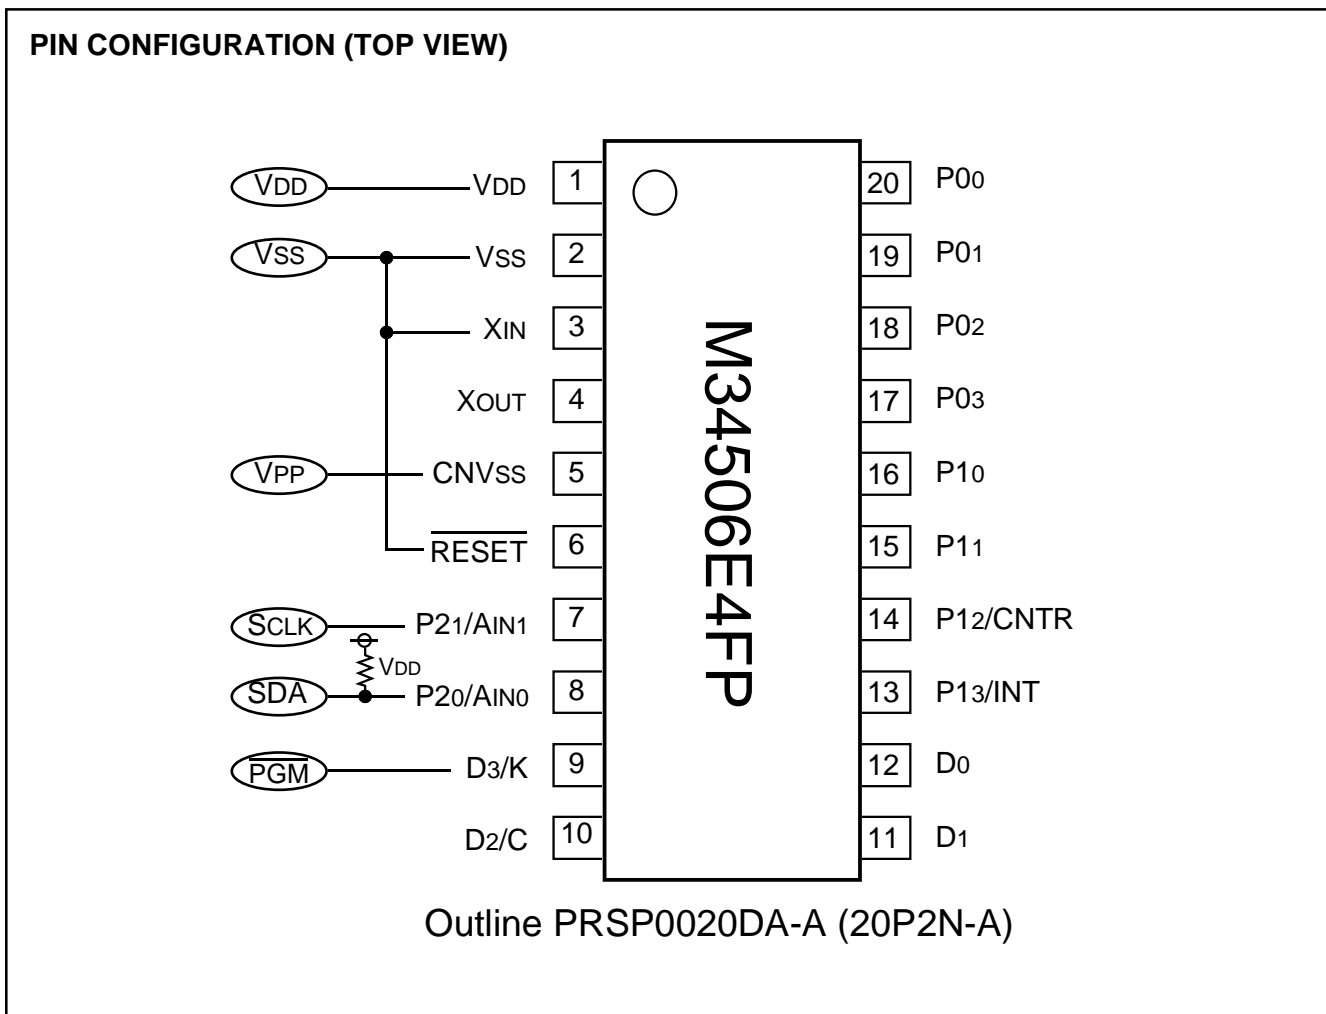 PIN CONFIGURATION (TOP VIEW)
VDD VDD 1 20 P00
VSS VSS 2 19 P01
XIN 3 18 P02
XOUT 4 17 P03
VPP CNVSS 5 16 P10
RESET 6 15 P11
SCLK P21/AIN1 7 14 P12/CNTR
VDD
SDA P20/AIN0 8 13 P13/INT
PGM D3/K 9 12 D0
D2/C 10 11 D1
M34506E4FP
Outline PRSP0020DA-A (20P2N-A)